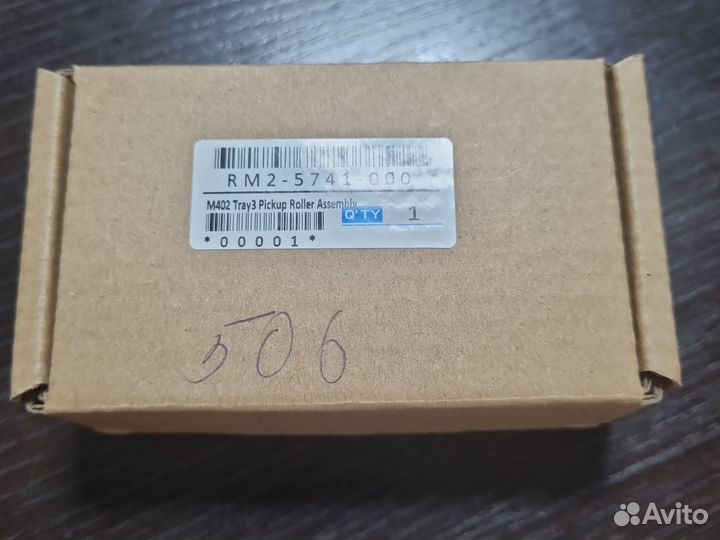 RM2-5741-000
M402 Tray3 Pickup Roller Assembly
Q'TY 1
*00001*
506
Avito